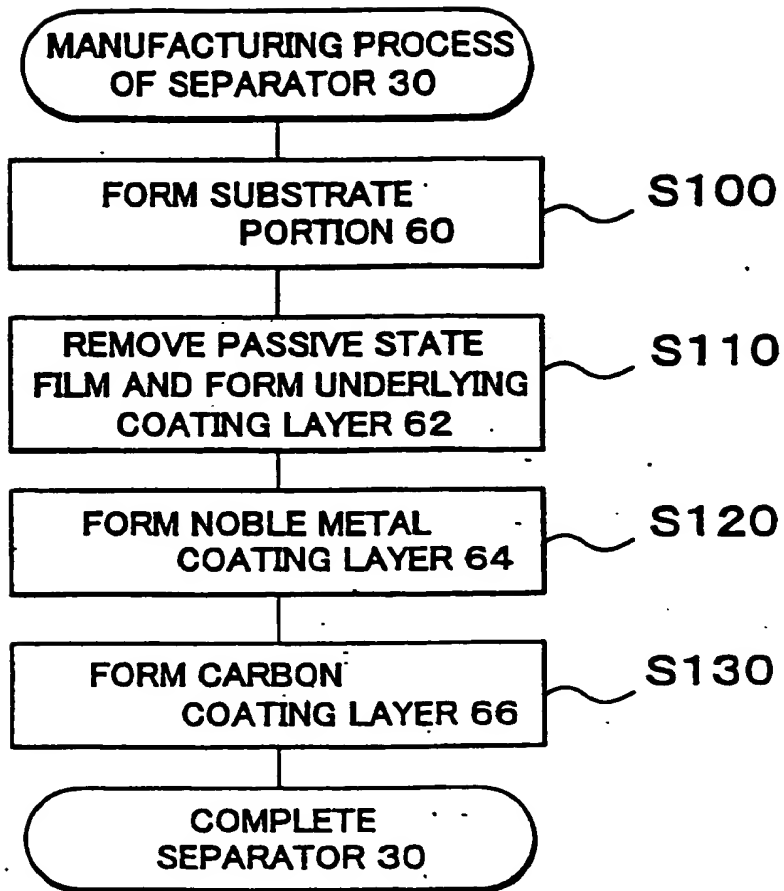 MANUFACTURING PROCESS
OF SEPARATOR 30
FORM SUBSTRATE
PORTION 60
S100
REMOVE PASSIVE STATE
FILM AND FORM UNDERLYING
COATING LAYER 62
S110
FORM NOBLE METAL
COATING LAYER 64
S120
FORM CARBON
COATING LAYER 66
S130
COMPLETE
SEPARATOR 30